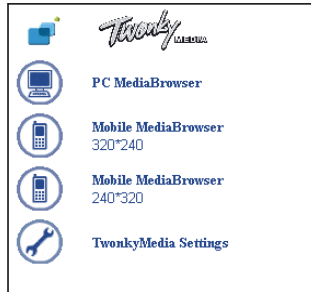 Twonky
MEDIA
PC MediaBrowser
Mobile MediaBrowser
320*240
Mobile MediaBrowser
240*320
TwonkyMedia Settings